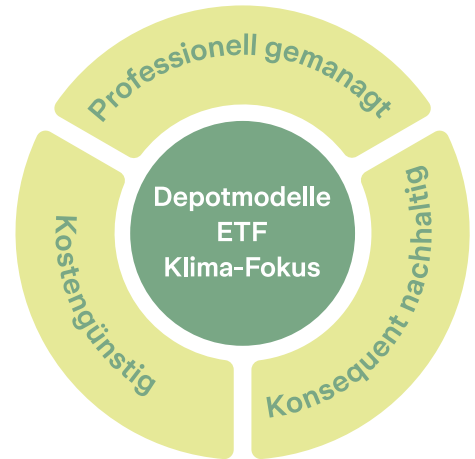 Professionell gemanagt
Depotmodelle
ETF
Klima-Fokus
Kostengünstig
Konsequent nachhaltig